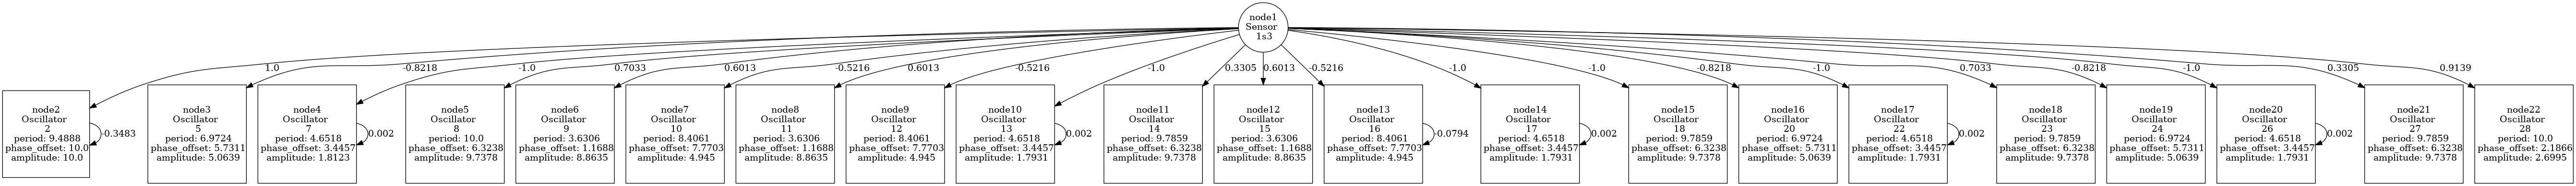 node1
Sensor
1s3
1.0
-0.8218
-1.0
0.7033
0.6013
-0.5216
0.6013
-0.5216
-1.0
0.3305
0.6013
-0.5216
-1.0
-1.0
-0.8218
-1.0
0.7033
-0.8218
-1.0
0.3305
0.9139
node2
Oscillator
2
period: 9.4888
phase_offset: 10.0
amplitude: 10.0
-0.3483
node3
Oscillator
5
period: 6.9724
phase_offset: 5.7311
amplitude: 5.0639
node4
Oscillator
7
period: 4.6518
phase_offset: 3.4457
amplitude: 1.8123
0.002
node5
Oscillator
8
period: 10.0
phase_offset: 6.3238
amplitude: 9.7378
node6
Oscillator
9
period: 3.6306
phase_offset: 1.1688
amplitude: 8.8635
node7
Oscillator
10
period: 8.4061
phase_offset: 7.7703
amplitude: 4.945
node8
Oscillator
11
period: 3.6306
phase_offset: 1.1688
amplitude: 8.8635
node9
Oscillator
12
period: 8.4061
phase_offset: 7.7703
amplitude: 4.945
node10
Oscillator
13
period: 4.6518
phase_offset: 3.4457
amplitude: 1.7931
0.002
node11
Oscillator
14
period: 9.7859
phase_offset: 6.3238
amplitude: 9.7378
node12
Oscillator
15
period: 3.6306
phase_offset: 1.1688
amplitude: 8.8635
node13
Oscillator
16
period: 8.4061
phase_offset: 7.7703
amplitude: 4.945
-0.0794
node14
Oscillator
17
period: 4.6518
phase_offset: 3.4457
amplitude: 1.7931
0.002
node15
Oscillator
18
period: 9.7859
phase_offset: 6.3238
amplitude: 9.7378
node16
Oscillator
20
period: 6.9724
phase_offset: 5.7311
amplitude: 5.0639
node17
Oscillator
22
period: 4.6518
phase_offset: 3.4457
amplitude: 1.7931
0.002
node18
Oscillator
23
period: 9.7859
phase_offset: 6.3238
amplitude: 9.7378
node19
Oscillator
24
period: 6.9724
phase_offset: 5.7311
amplitude: 5.0639
node20
Oscillator
26
period: 4.6518
phase_offset: 3.4457
amplitude: 1.7931
0.002
node21
Oscillator
27
period: 9.7859
phase_offset: 6.3238
amplitude: 9.7378
node22
Oscillator
28
period: 10.0
phase_offset: 2.1866
amplitude: 2.6995